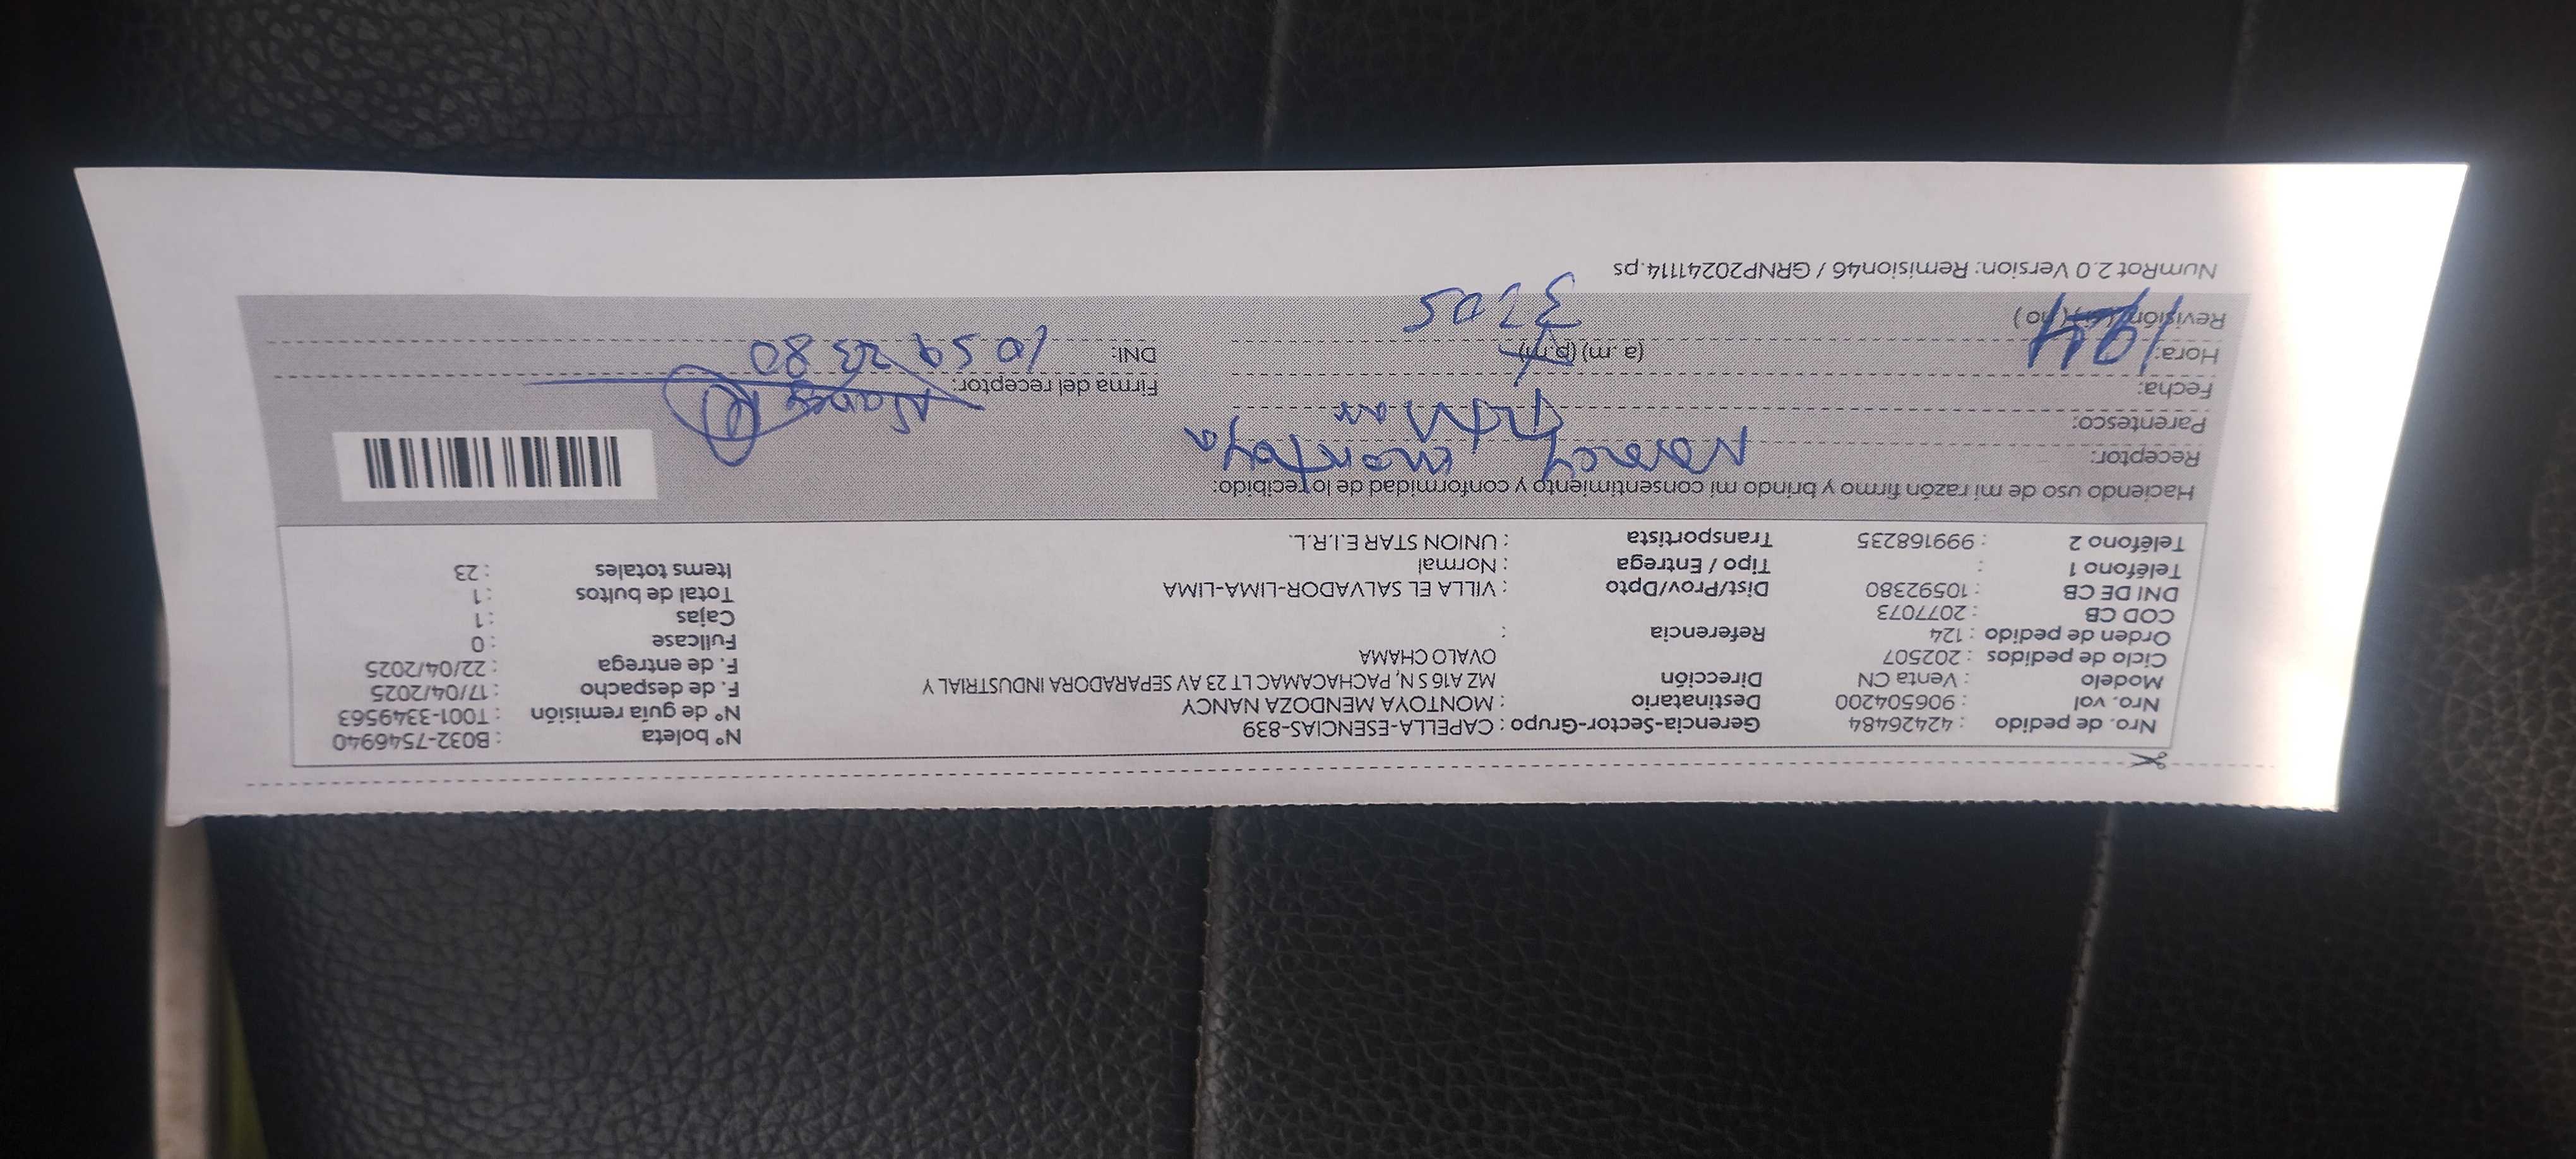 Nro. de pedido : 42426484 Gerencia-Sector-Grupo : CAPELLA-ESENCIAS-839 N° boleta : B032-7546940
Nro. vol : 906504200 Destinatario : MONTOYA MENDOZA NANCY N° de guía remisión : T001-3349563
Modelo : Venta CN Dirección MZ A16 S N, PACHACAMAC LT 23 AV SEPARADORA INDUSTRIAL Y F. de despacho : 17/04/2025
Ciclo de pedidos : 202507 OVALO CHAMA F. de entrega : 22/04/2025
Orden de pedido : 124 Referencia : Fullcase : 0
COD CB : 2077073 Cajas : 1
DNI DE CB : 10592380 Dist/Prov/Dpto : VILLA EL SALVADOR-LIMA-LIMA Total de bultos : 1
Teléfono 1 : Tipo / Entrega : Normal Items totales : 23
Teléfono 2 : 999168235 Transportista : UNION STAR E.I.R.L.
Haciendo uso de mi razón firmo y brindo mi consentimiento y conformidad de lo recibido:
Receptor: Nancy montoya
Parentesco:
Fecha: Firma del receptor:
Hora: (a.m) (p.m) DNI: 10592380
Revisión (si) (no) 3205
124
NumRot 2.0 Version: Remision46 / GRNP20241114.ps